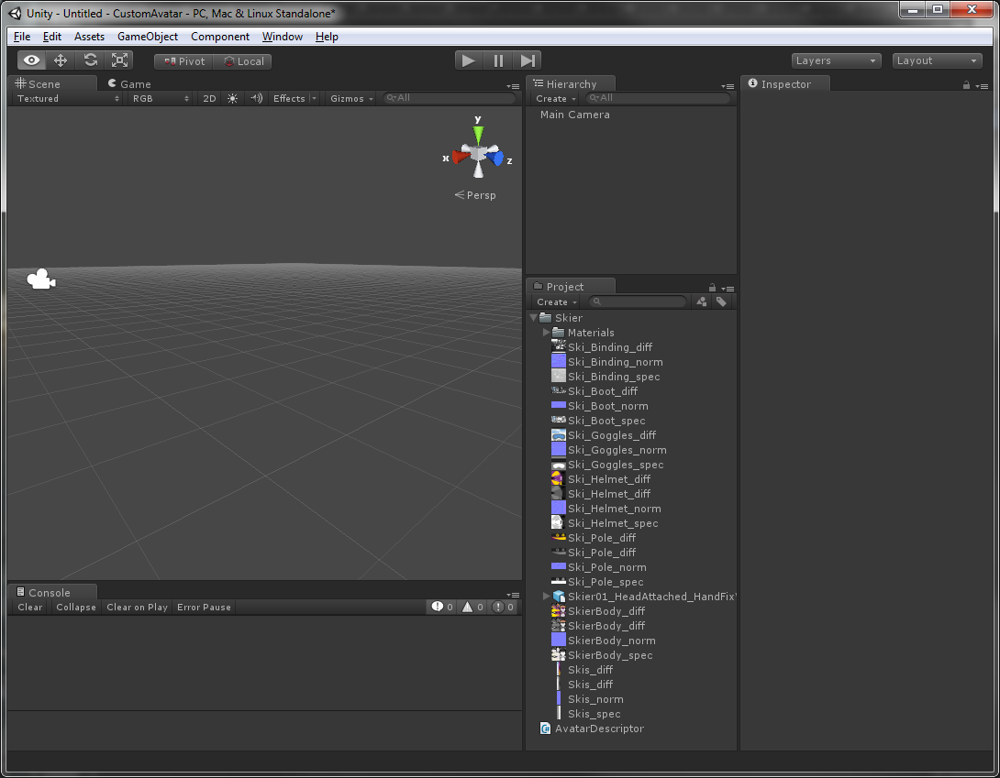 Unity - Untitled - CustomAvatar - PC, Mac & Linux Standalone*
File Edit Assets GameObject Component Window Help
Pivot Local Layers Layout
Scene Game
Textured RGB 2D Effects Gizmos All
y
x z
Persp
Hierarchy
Create All
Main Camera
Inspector
Project
Create
Skier
Materials
Ski_Binding_diff
Ski_Binding_norm
Ski_Binding_spec
Ski_Boot_diff
Ski_Boot_norm
Ski_Boot_spec
Ski_Goggles_diff
Ski_Goggles_norm
Ski_Goggles_spec
Ski_Helmet_diff
Ski_Helmet_diff
Ski_Helmet_norm
Ski_Helmet_spec
Ski_Pole_diff
Ski_Pole_diff
Ski_Pole_norm
Ski_Pole_spec
Skier01_HeadAttached_HandFix
SkierBody_diff
SkierBody_diff
SkierBody_norm
SkierBody_spec
Skis_diff
Skis_diff
Skis_norm
Skis_spec
AvatarDescriptor
Console
Clear Collapse Clear on Play Error Pause 0 0 0